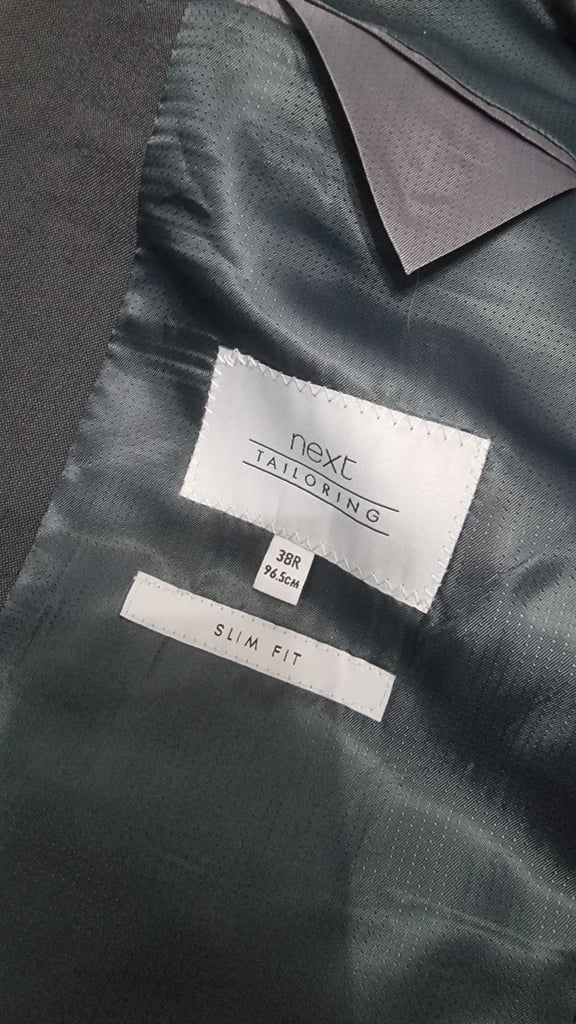 next
TAILORING
38R
96.5CM
SLIM FIT